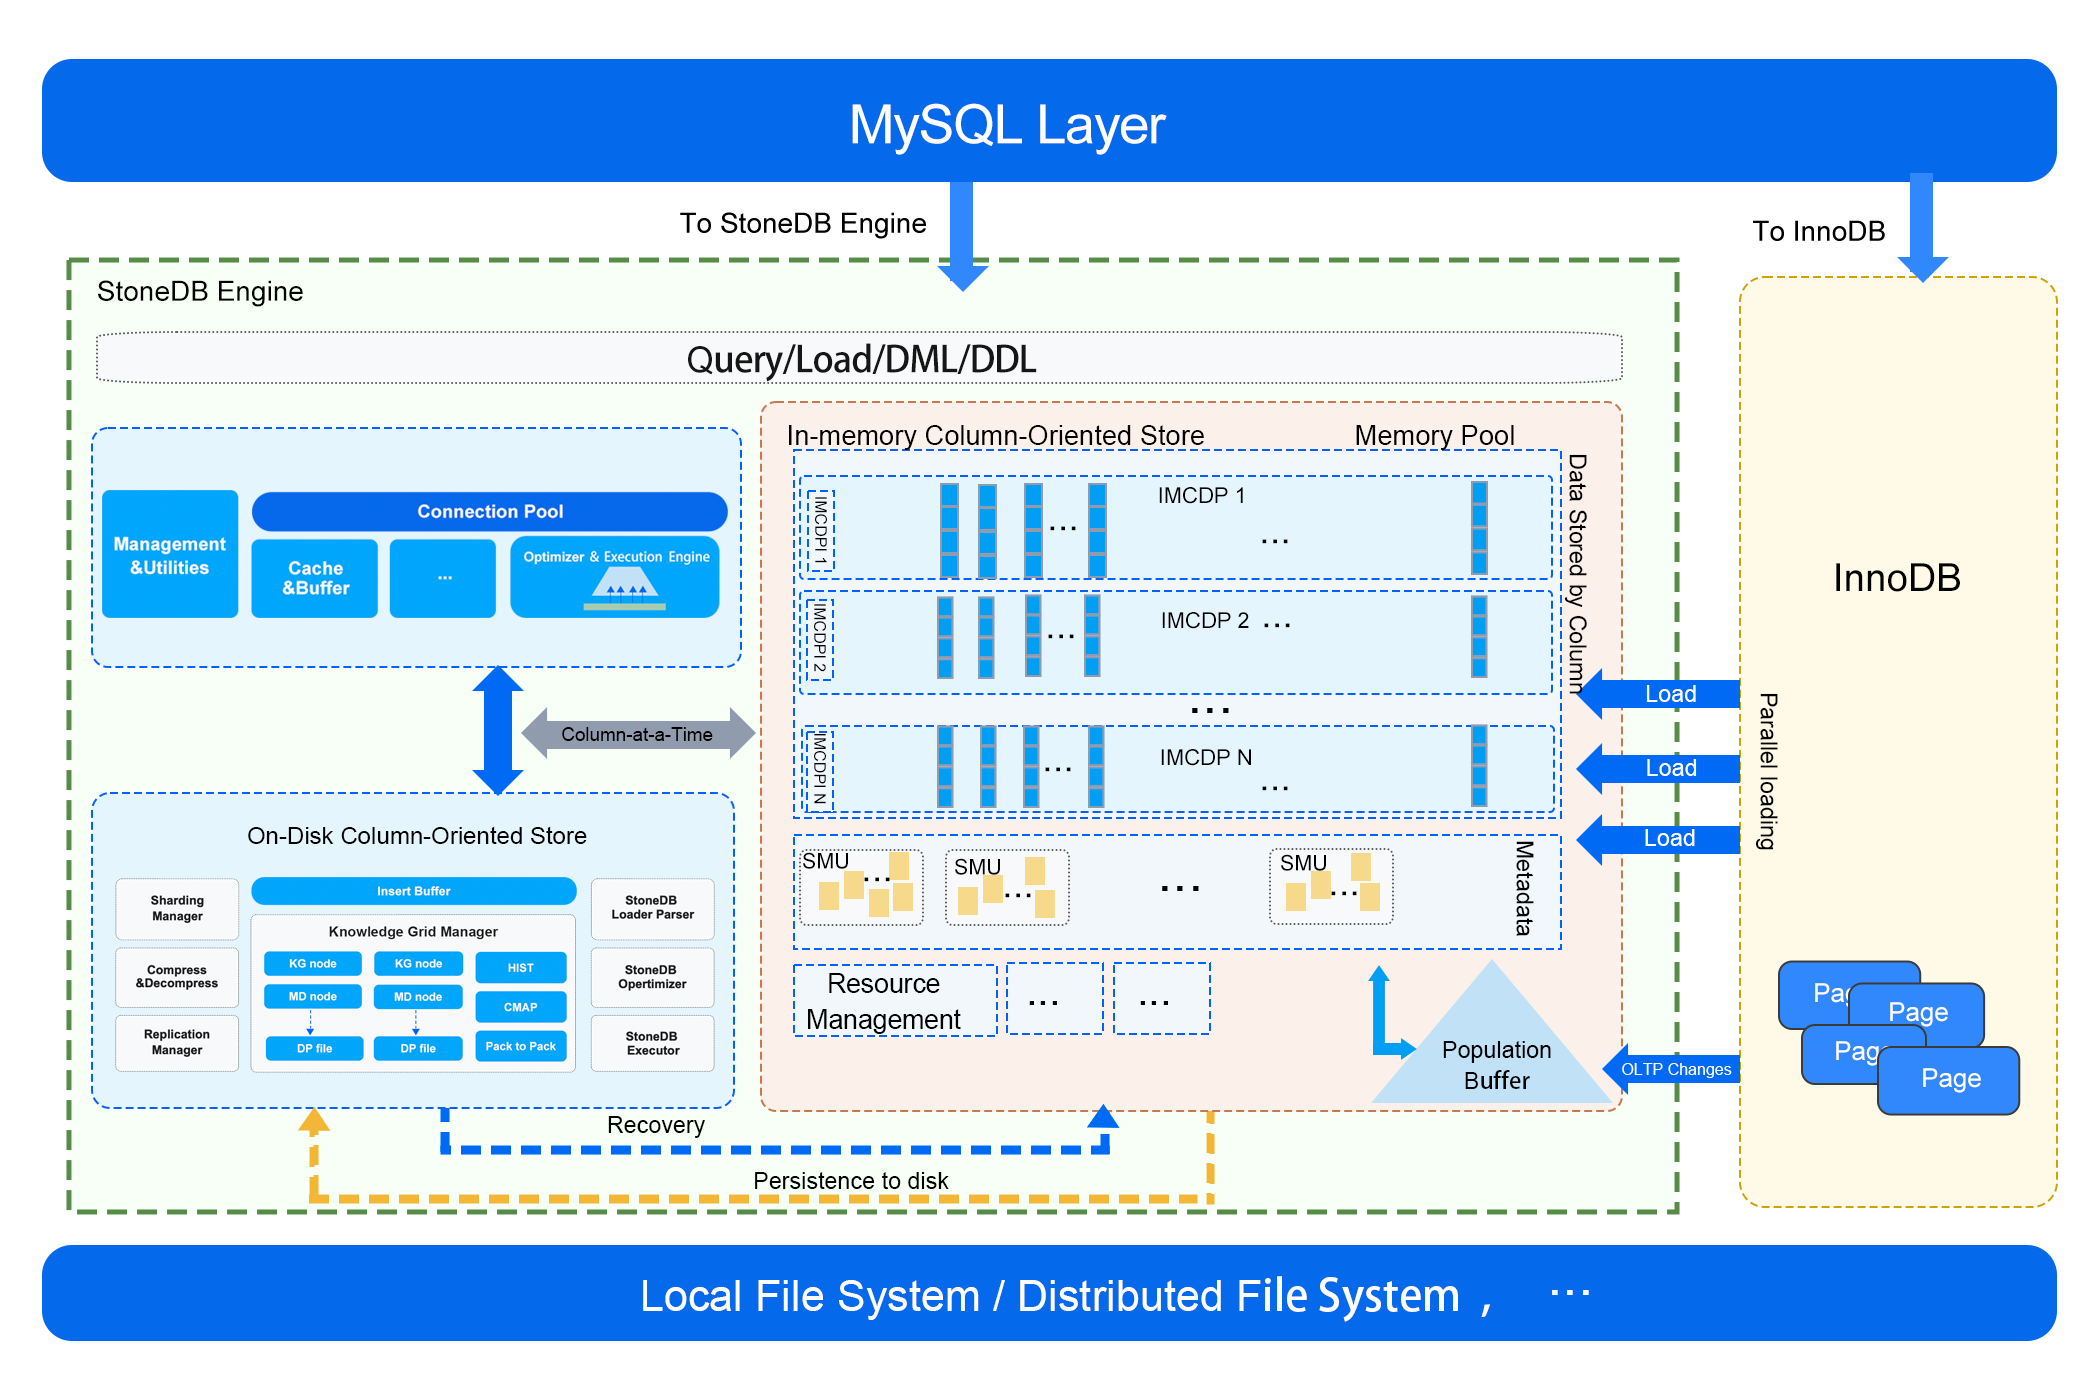 MySQL Layer
To StoneDB Engine
To InnoDB
StoneDB Engine
Query/Load/DML/DDL
Management
&Utilities
Connection Pool
Cache
&Buffer
...
Optimizer & Execution Engine
Column-at-a-Time
On-Disk Column-Oriented Store
Sharding
Manager
Compress
&Decompress
Replication
Manager
Insert Buffer
Knowledge Grid Manager
KG node
KG node
HIST
MD node
MD node
CMAP
DP file
DP file
Pack to Pack
StoneDB
Loader Parser
StoneDB
Opertimizer
StoneDB
Executor
In-memory Column-Oriented Store
Memory Pool
IMCDPI 1
...
IMCDP 1
...
IMCDPI 2
...
IMCDP 2
...
...
IMCDPI N
...
IMCDP N
...
Data Stored by Column
SMU
...
SMU
...
...
SMU
...
Metadata
Resource
Management
...
...
Population
Buffer
Load
Load
Load
Parallel loading
OLTP Changes
InnoDB
Page
Page
Page
Page
Recovery
Persistence to disk
Local File System / Distributed File System , ...